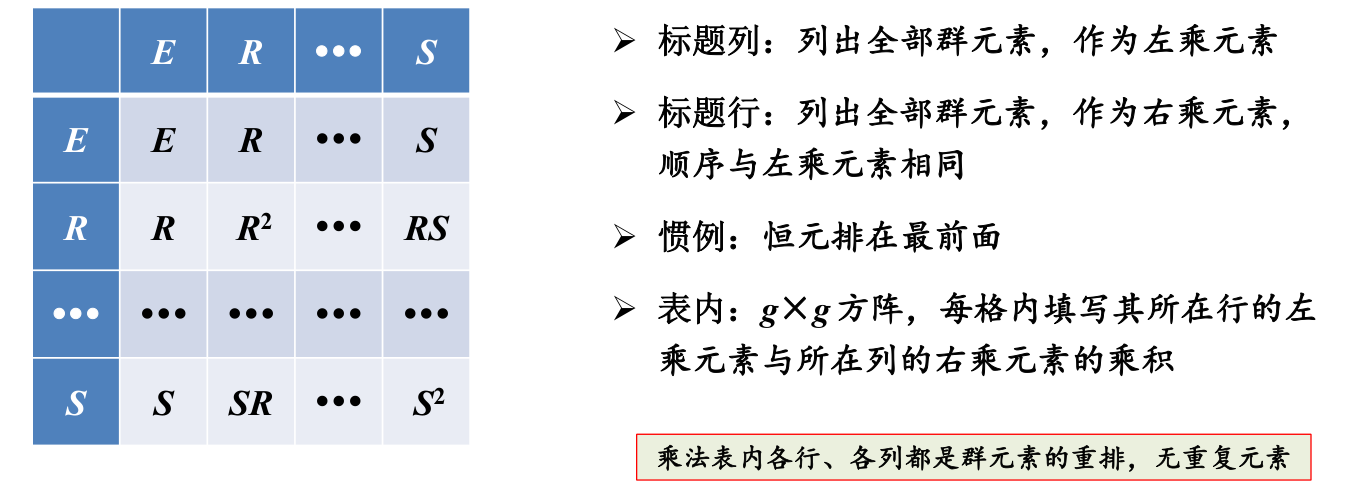 E R ••• S
E E R ••• S
R R R² ••• RS
••• ••• ••• ••• •••
S S SR ••• S²
➢ 标题列：列出全部群元素，作为左乘元素
➢ 标题行：列出全部群元素，作为右乘元素，
顺序与左乘元素相同
➢ 惯例：恒元排在最前面
➢ 表内：g×g方阵，每格内填写其所在行的左
乘元素与所在列的右乘元素的乘积
乘法表内各行、各列都是群元素的重排，无重复元素